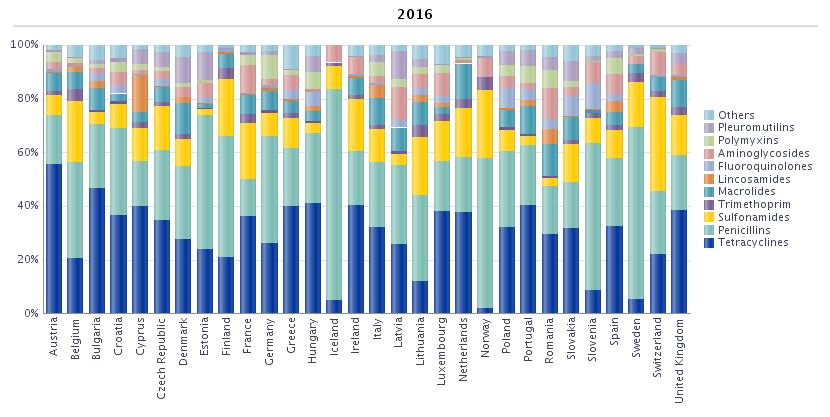 2016
100%
80%
60%
40%
20%
0%
Austria
Belgium
Bulgaria
Croatia
Cyprus
Czech Republic
Denmark
Estonia
Finland
France
Germany
Greece
Hungary
Iceland
Ireland
Italy
Latvia
Lithuania
Luxembourg
Netherlands
Norway
Poland
Portugal
Romania
Slovakia
Slovenia
Spain
Sweden
Switzerland
United Kingdom
Others
Pleuromutilins
Polymyxins
Aminoglycosides
Fluoroquinolones
Lincosamides
Macrolides
Trimethoprim
Sulfonamides
Penicillins
Tetracyclines